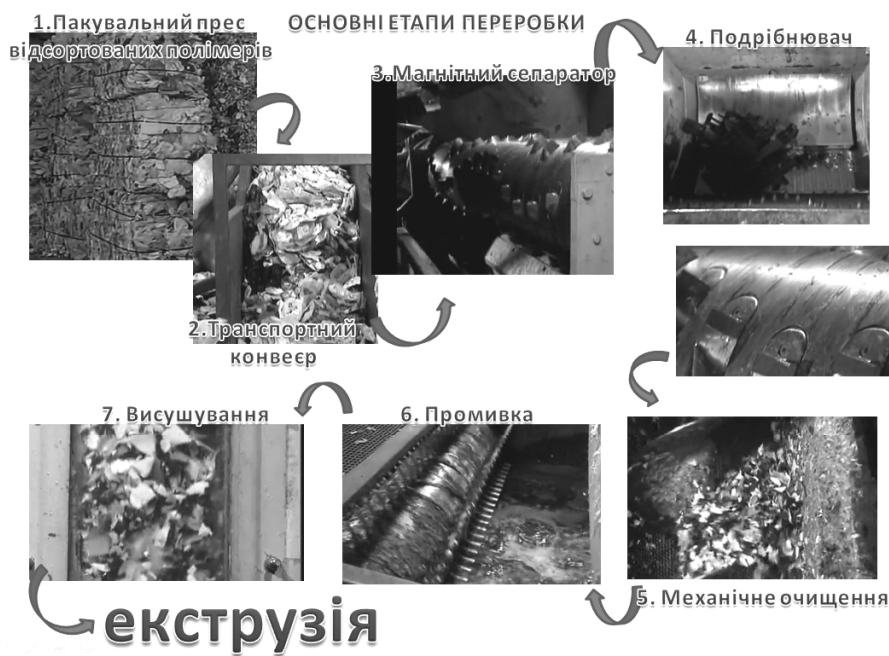 ОСНОВНІ ЕТАПИ ПЕРЕРОБКИ
1.Пакувальний прес
відсортованих полімерів
2.Транспортний
конвеєр
3.Магнітний сепаратор
4. Подрібнювач
5. Механічне очищення
6. Промивка
7. Висушування
екструзія